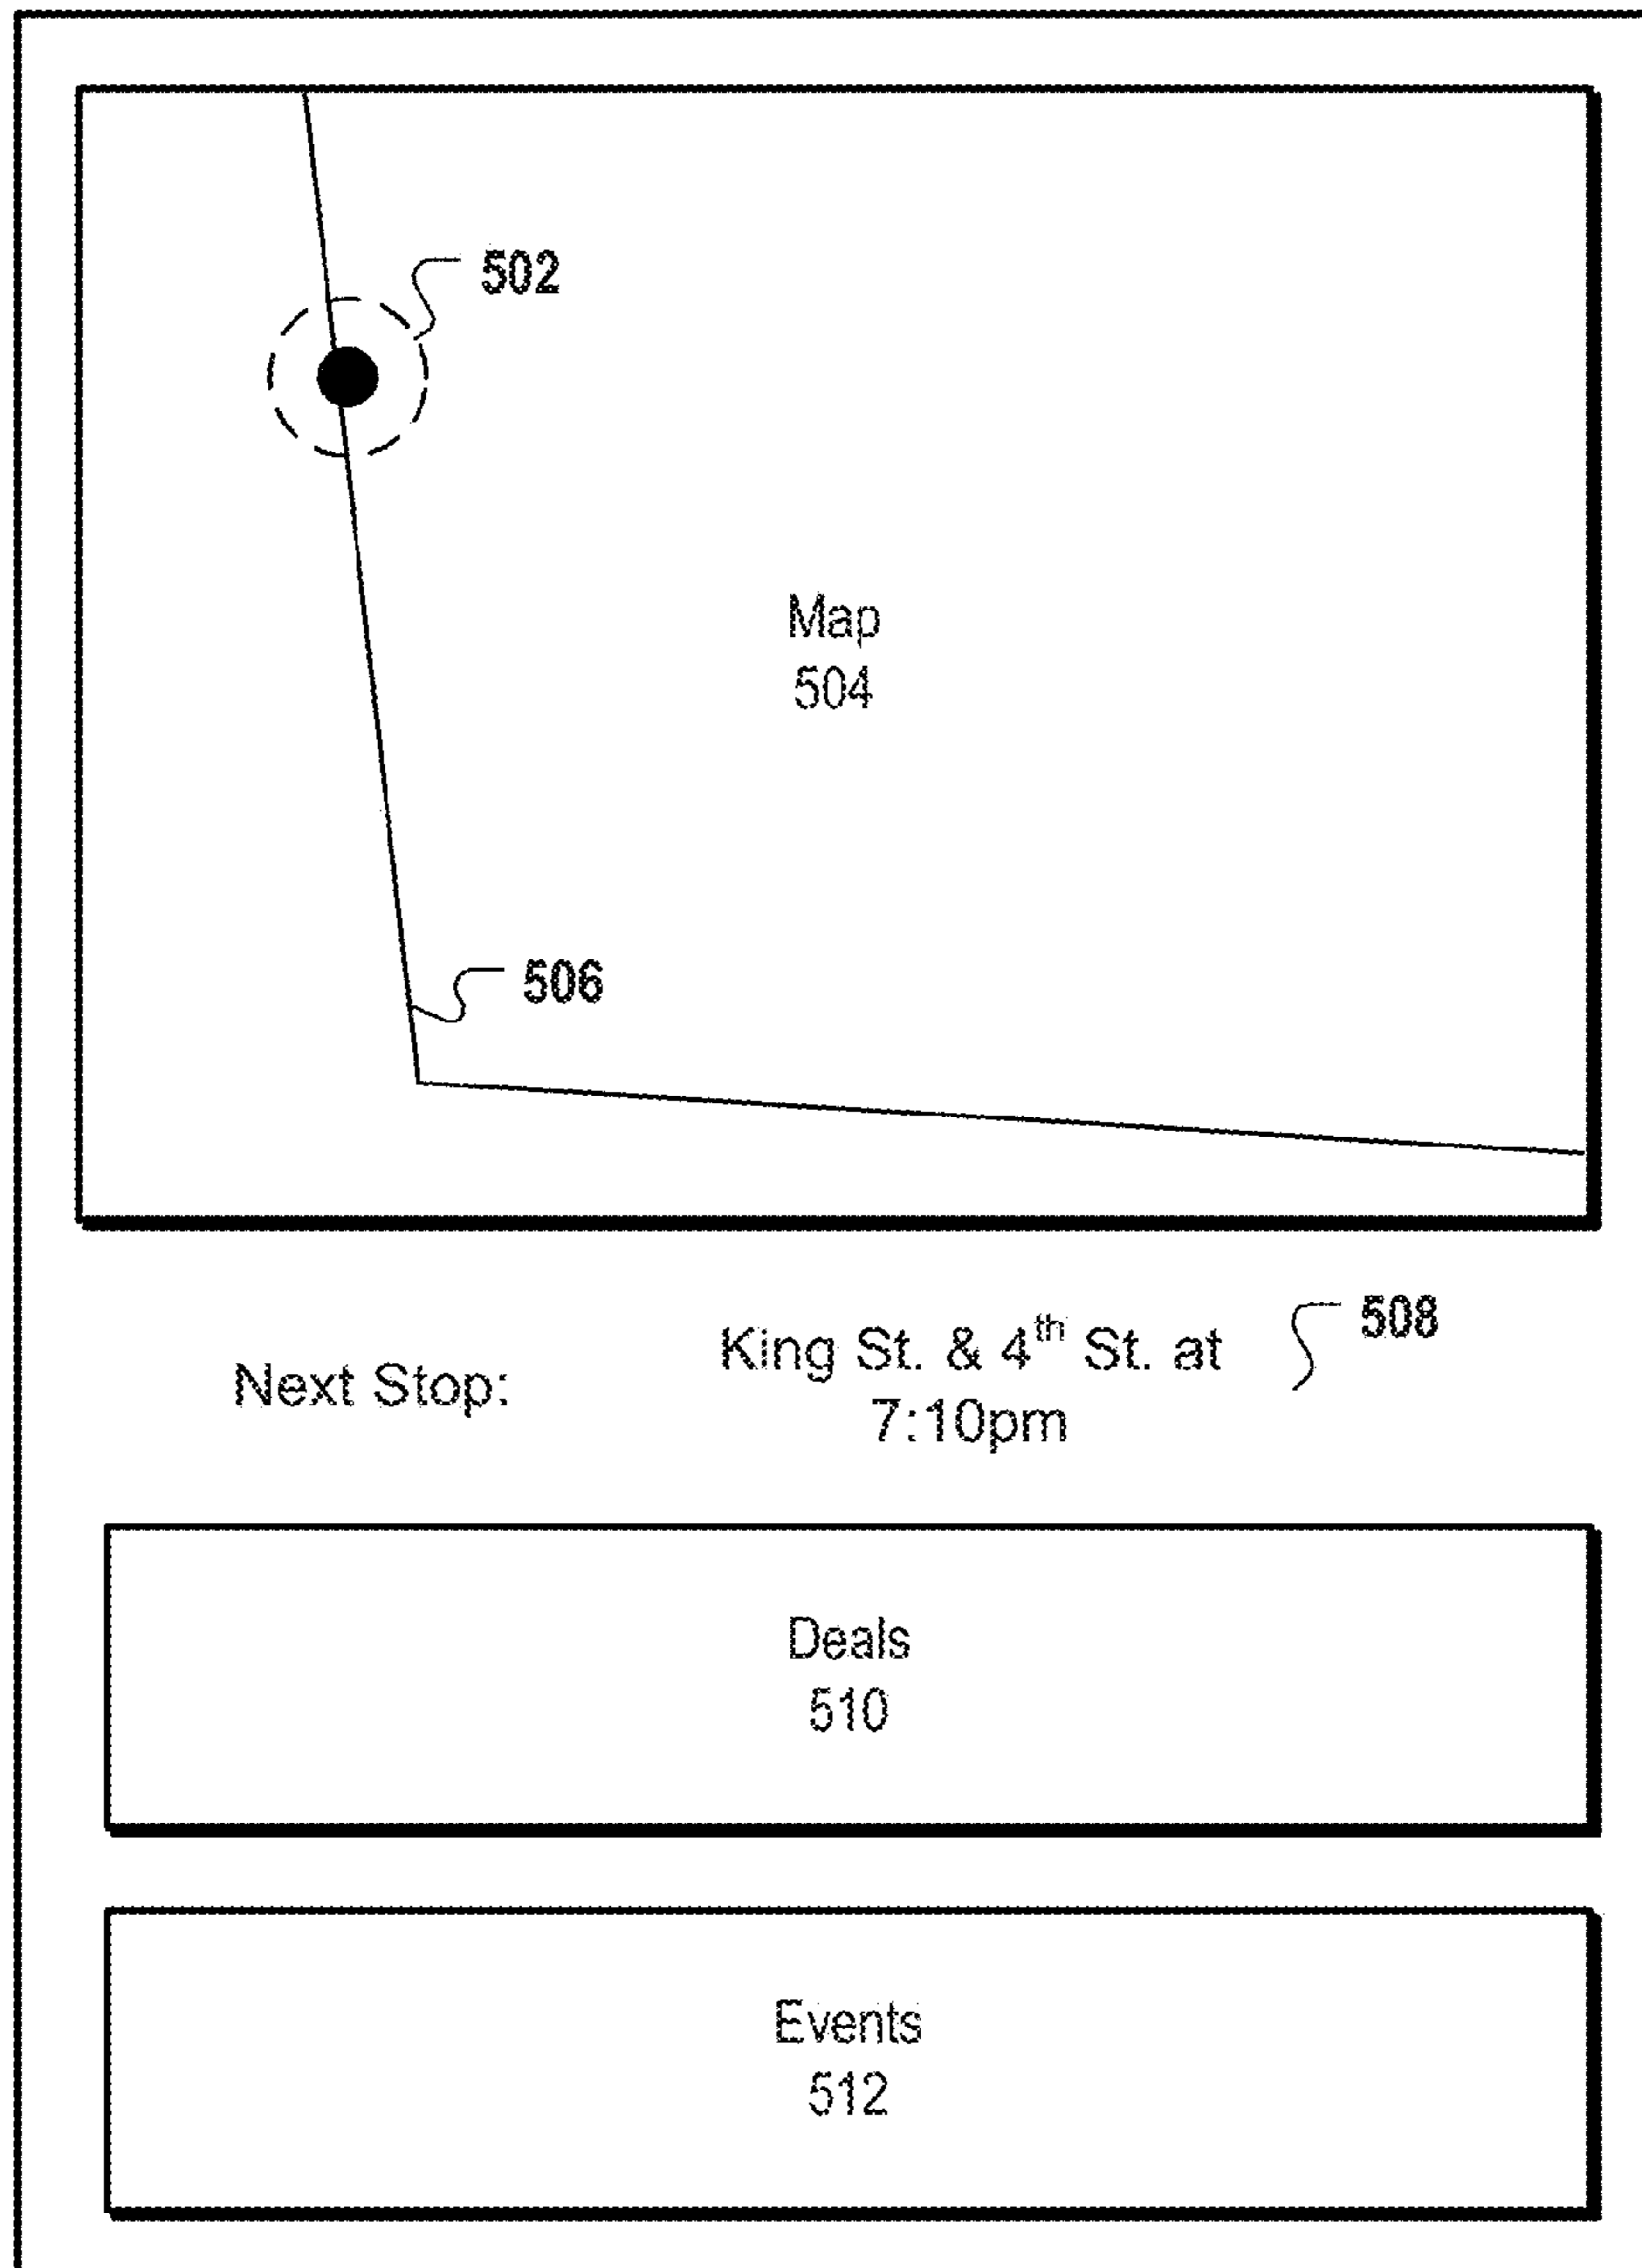 502
Map
504
506
508
King St. & 4th St. at
Next Stop:
7:10pm
Deals
510
Events
512